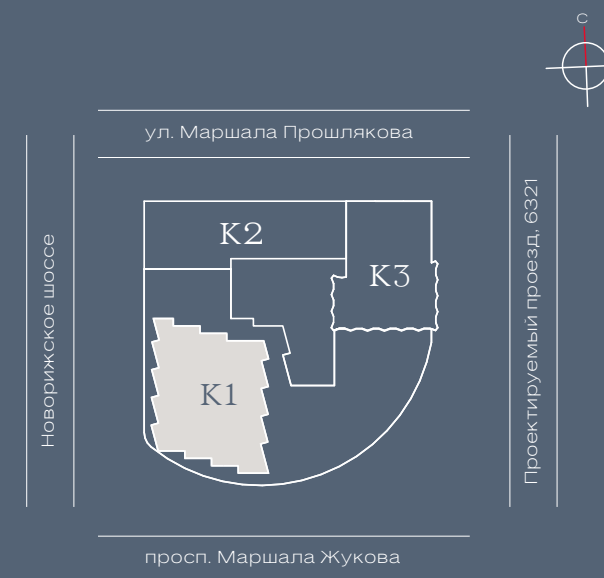 С
ул. Маршала Прошлякова
Новорижское шоссе
К2
К3
К1
Проектируемый проезд, 6321
просп. Маршала Жукова